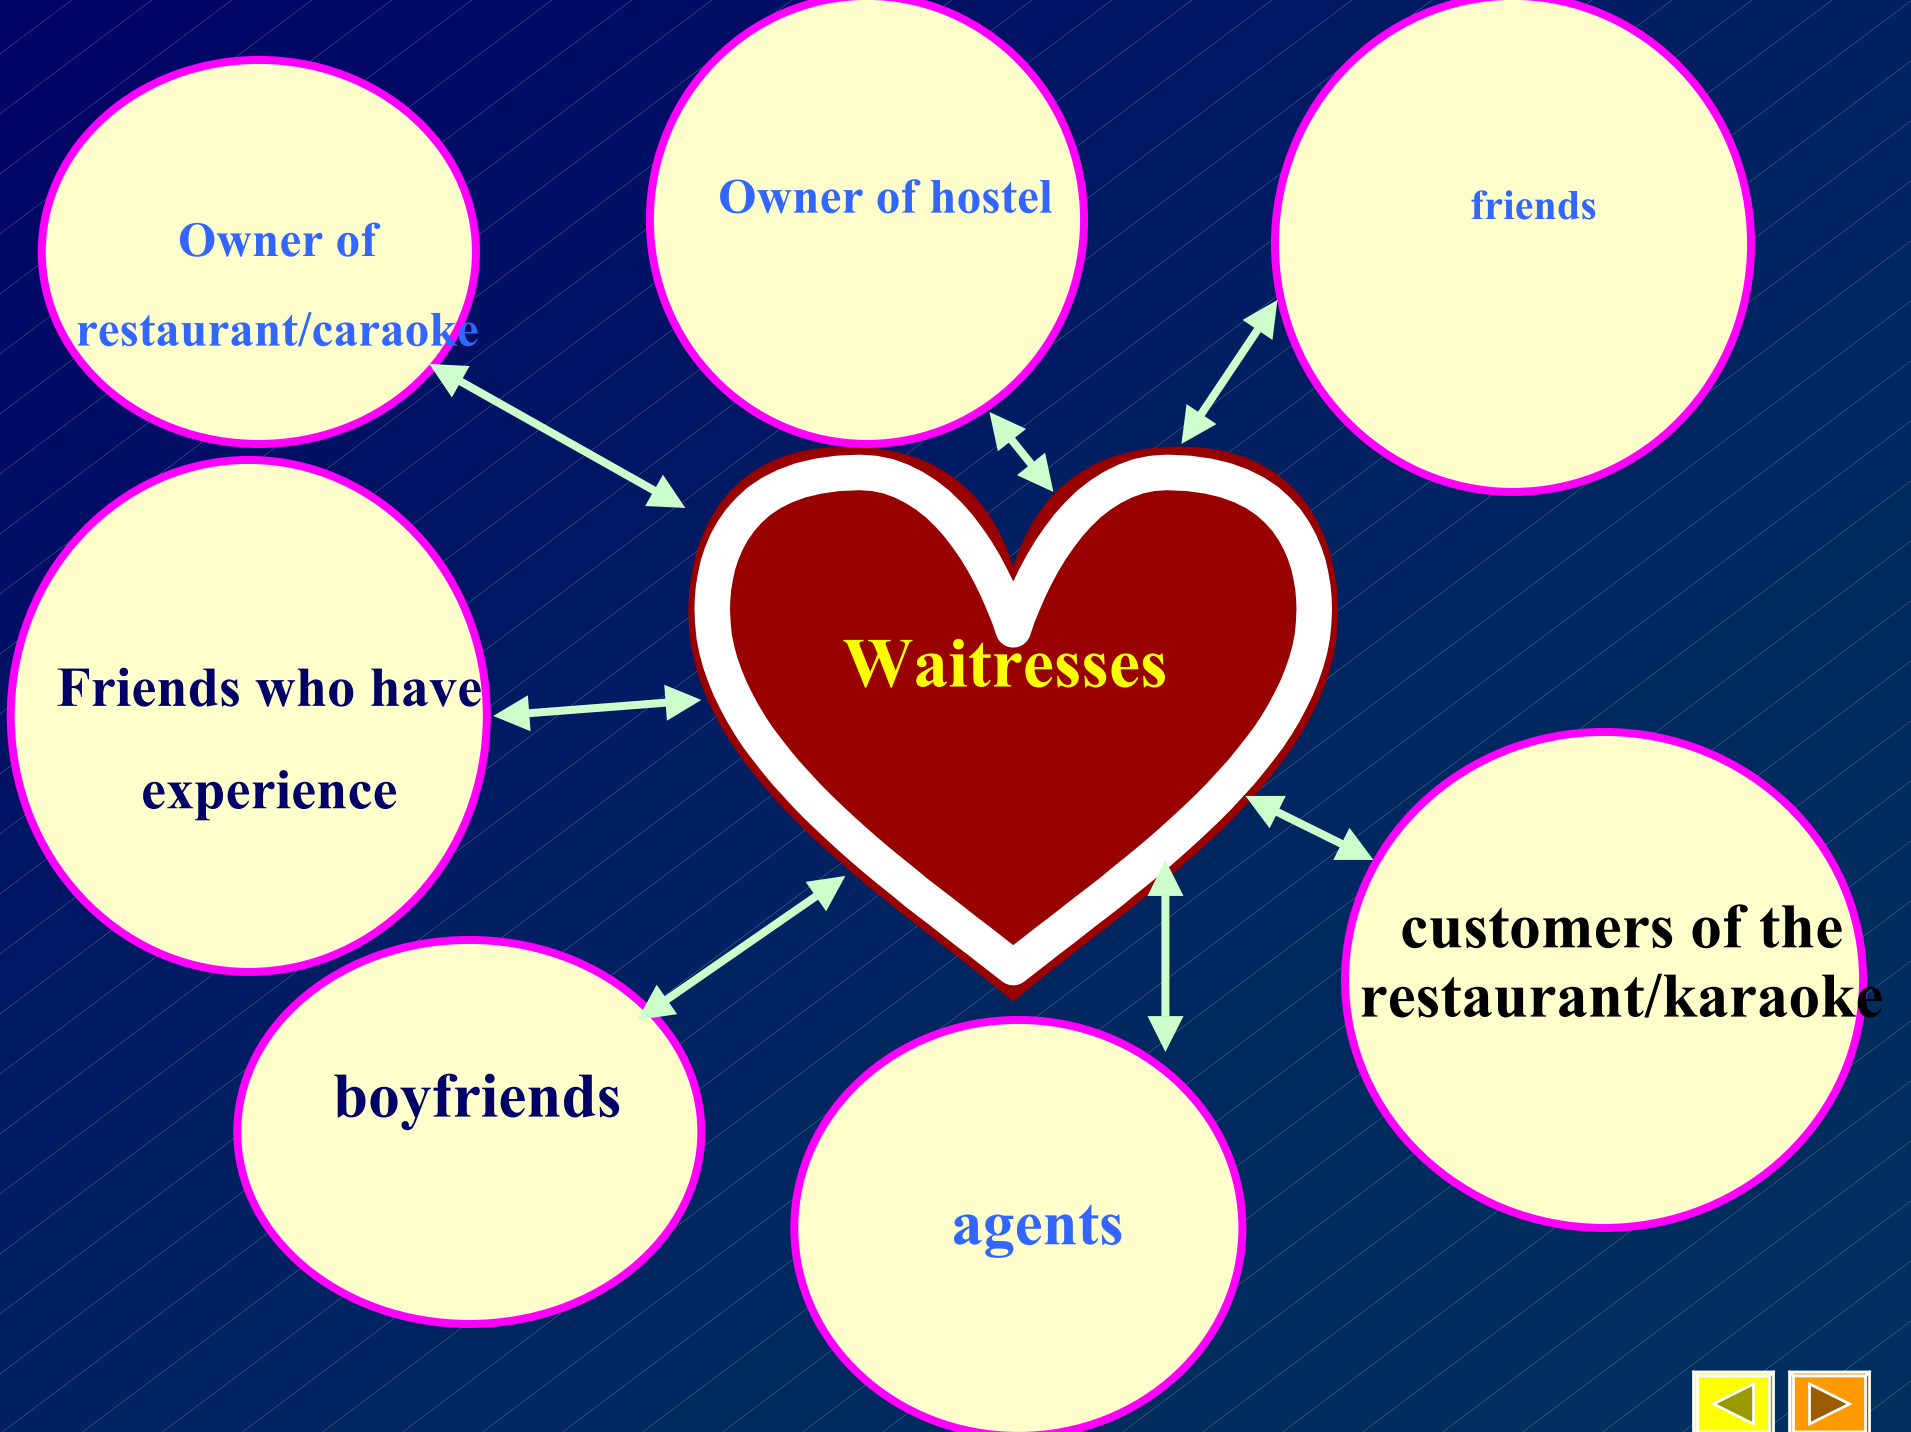 Owner of
restaurant/caraoke
Owner of hostel
friends
Friends who have
experience
Waitresses
customers of the
restaurant/karaoke
boyfriends
agents